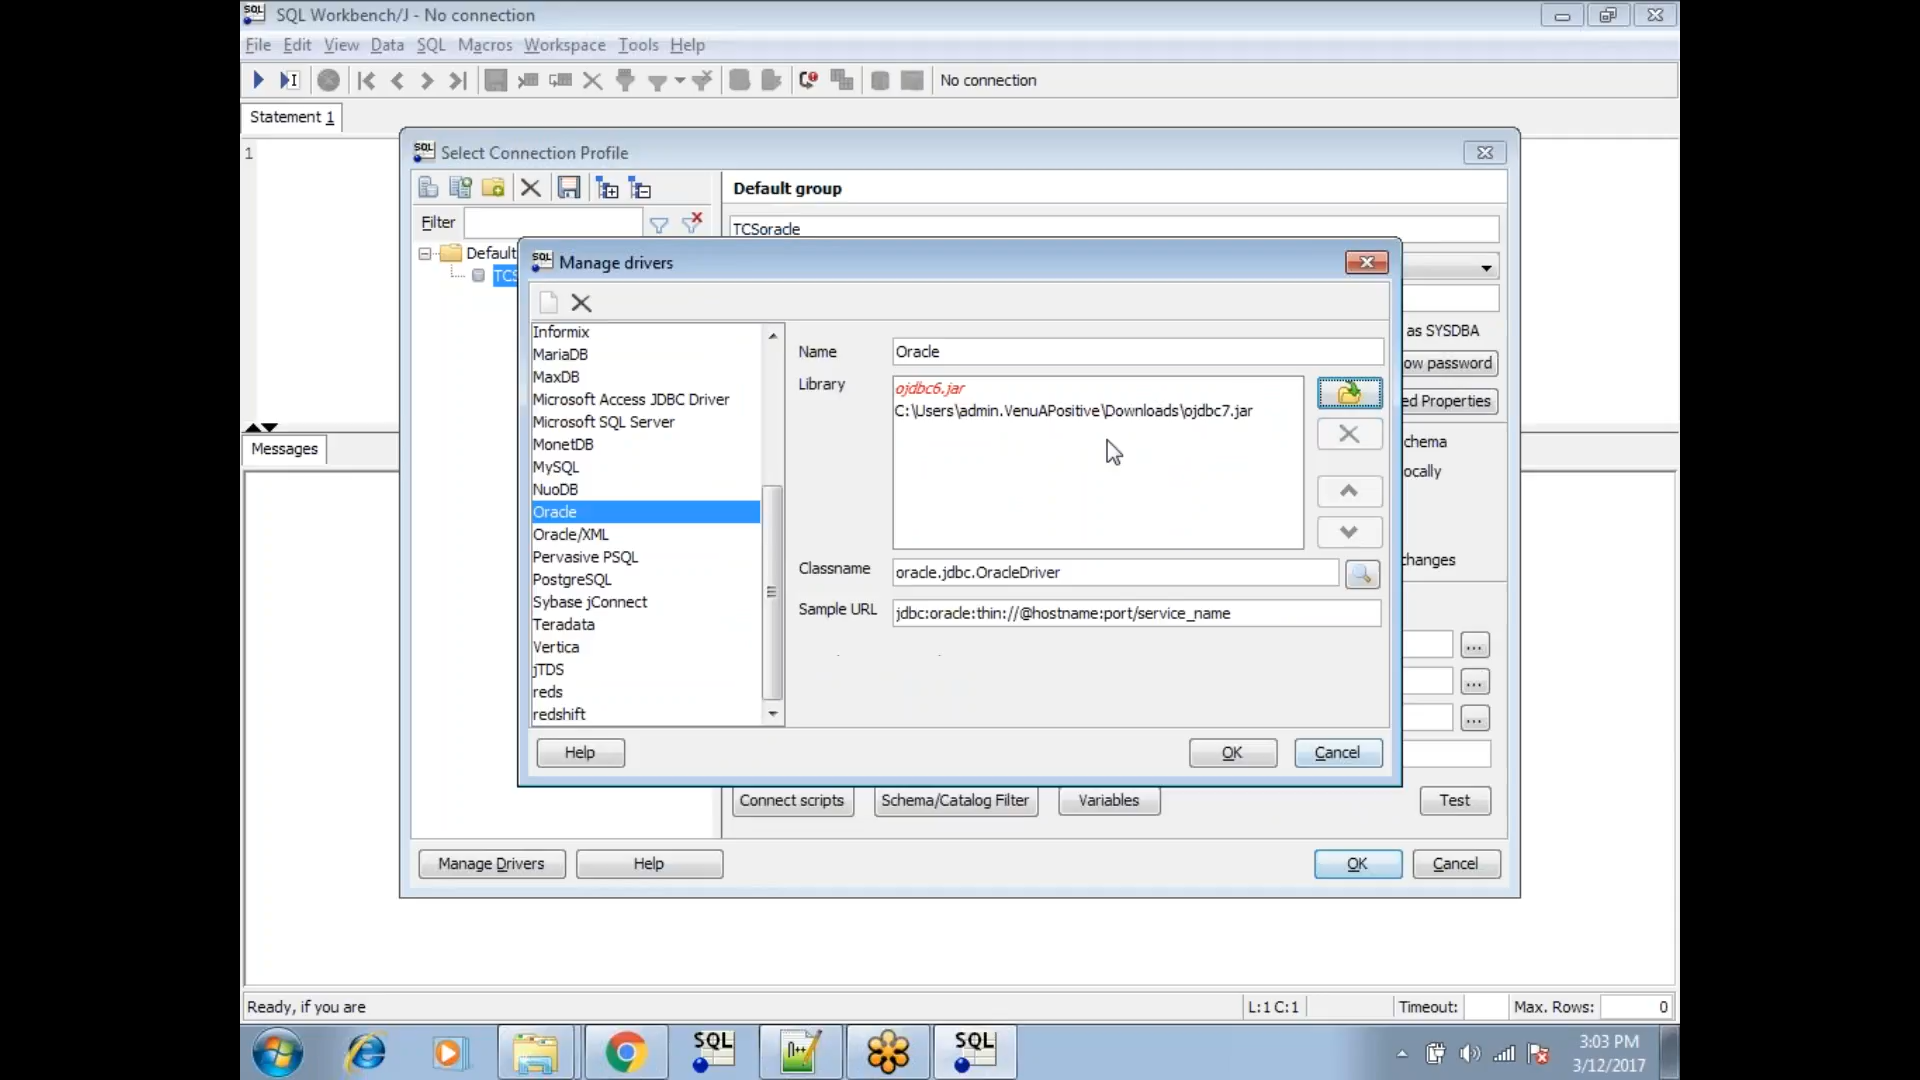 SQL Workbench/J - No connection
File Edit View Data SQL Macros Workspace Tools Help
No connection
Statement 1
1
Select Connection Profile
Default group
Filter
TCSoracle
Default
TCS
Manage drivers
as SYSDBA
ow password
ed Properties
chema
ocally
changes
Informix
MariaDB
MaxDB
Microsoft Access JDBC Driver
Microsoft SQL Server
MonetDB
MySQL
NuoDB
Oracle
Oracle/XML
Pervasive PSQL
PostgreSQL
Sybase jConnect
Teradata
Vertica
jTDS
reds
redshift
Name Oracle
Library ojdbc6.jar
C:\Users\admin.VenuAPositive\Downloads\ojdbc7.jar
Classname oracle.jdbc.OracleDriver
Sample URL jdbc:oracle:thin://@hostname:port/service_name
Help OK Cancel
...
...
...
Connect scripts Schema/Catalog Filter Variables Test
Manage Drivers Help OK Cancel
Messages
Ready, if you are L:1 C:1 Timeout: Max. Rows: 0
SQL
n++
SQL
3:03 PM
3/12/2017